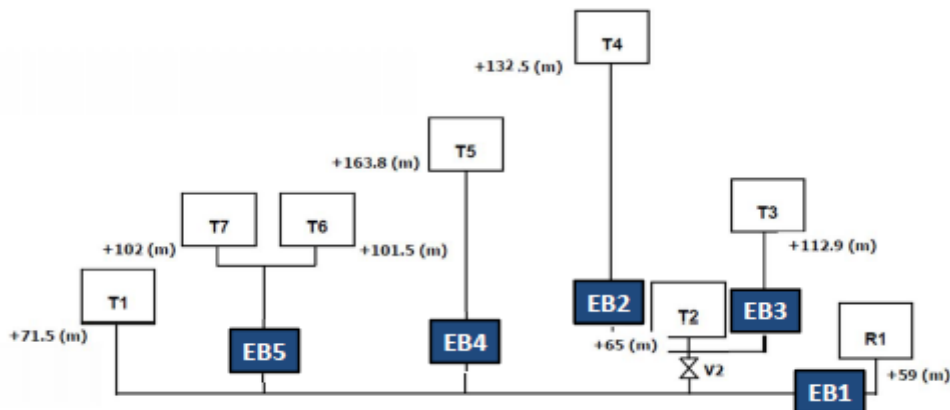 T4
+132.5 (m)
T5
+163.8 (m)
T7
T6
T3
+102 (m)
+101.5 (m)
+112.9 (m)
T1
EB2
T2
EB3
+71.5 (m)
EB5
EB4
+65 (m)
R1
V2
+59 (m)
EB1